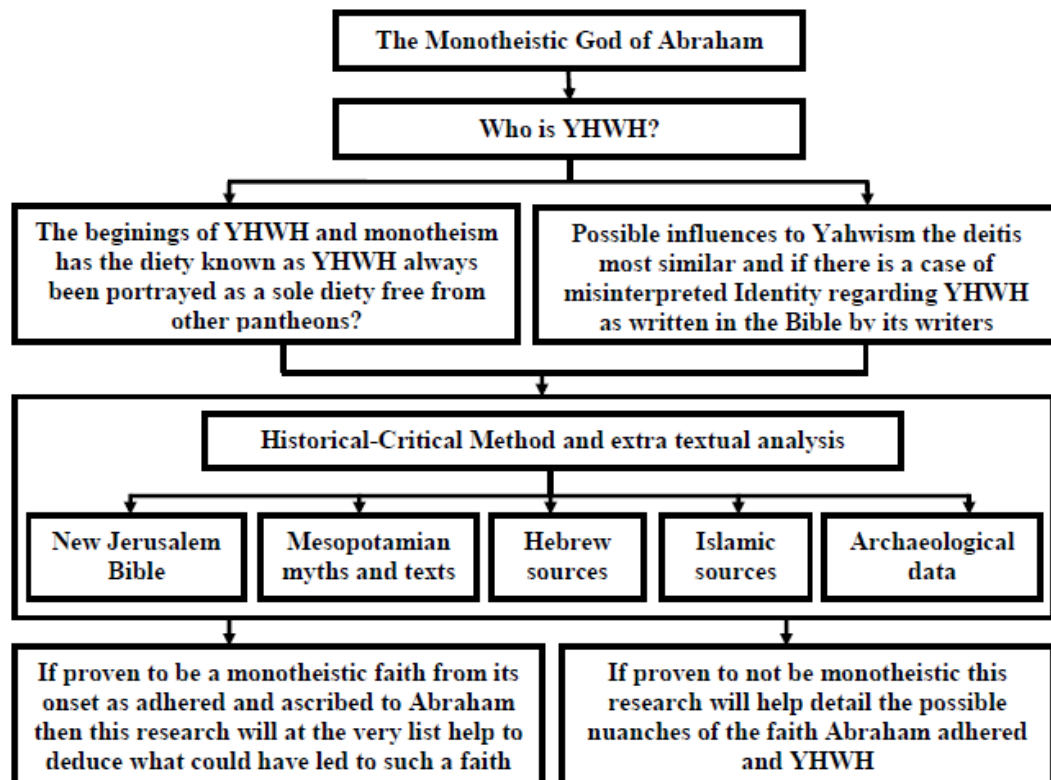 The Monotheistic God of Abraham
Who is YHWH?
The beginings of YHWH and monotheism
has the diety known as YHWH always
been portrayed as a sole diety free from
other pantheons?
Possible influences to Yahwism the deitis
most similar and if there is a case of
misinterpreted Identity regarding YHWH
as written in the Bible by its writers
Historical-Critical Method and extra textual analysis
New Jerusalem
Bible
Mesopotamian
myths and texts
Hebrew
sources
Islamic
sources
Archaeological
data
If proven to be a monotheistic faith from its
onset as adhered and ascribed to Abraham
then this research will at the very list help to
deduce what could have led to such a faith
If proven to not be monotheistic this
research will help detail the possible
nuanches of the faith Abraham adhered
and YHWH